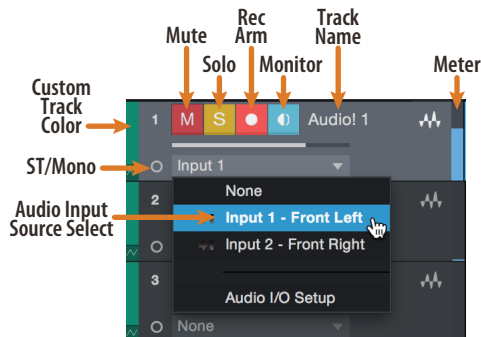 Rec
Mute Arm Track Name
Solo Monitor Meter
Custom
Track
Color
1 M S Audio! 1
ST/Mono
Input 1
Audio Input
Source Select
2
None
Input 1 - Front Left
Input 2 - Front Right
3
Audio I/O Setup
None